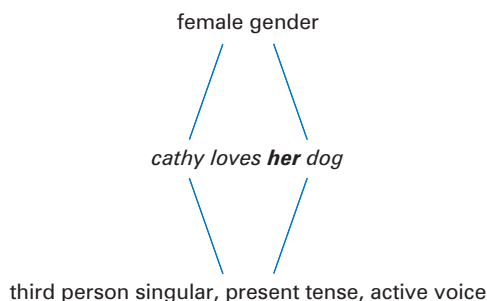 female gender
cathy loves her dog
third person singular, present tense, active voice